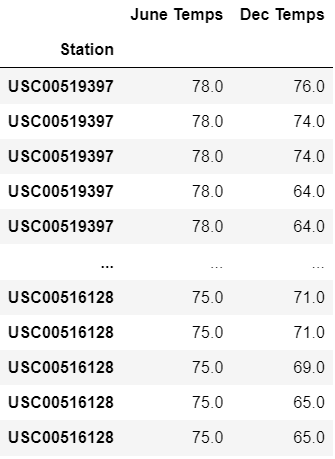 June Temps Dec Temps
Station
USC00519397 78.0 76.0
USC00519397 78.0 74.0
USC00519397 78.0 74.0
USC00519397 78.0 64.0
USC00519397 78.0 64.0
... ... ...
USC00516128 75.0 71.0
USC00516128 75.0 71.0
USC00516128 75.0 69.0
USC00516128 75.0 65.0
USC00516128 75.0 65.0